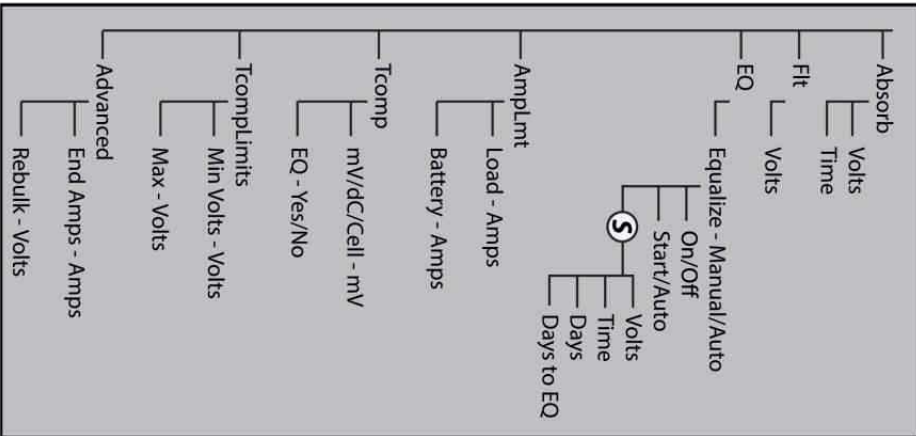 Absorb
Volts
Time
Flt
Volts
EQ
Equalize - Manual/Auto
On/Off
Start/Auto
S
Volts
Time
Days
Days to EQ
AmpLmt
Load - Amps
Battery - Amps
Tcomp
mV/dC/Cell - mV
EQ - Yes/No
TcompLimits
Min Volts - Volts
Max - Volts
Advanced
End Amps - Amps
Rebulk - Volts